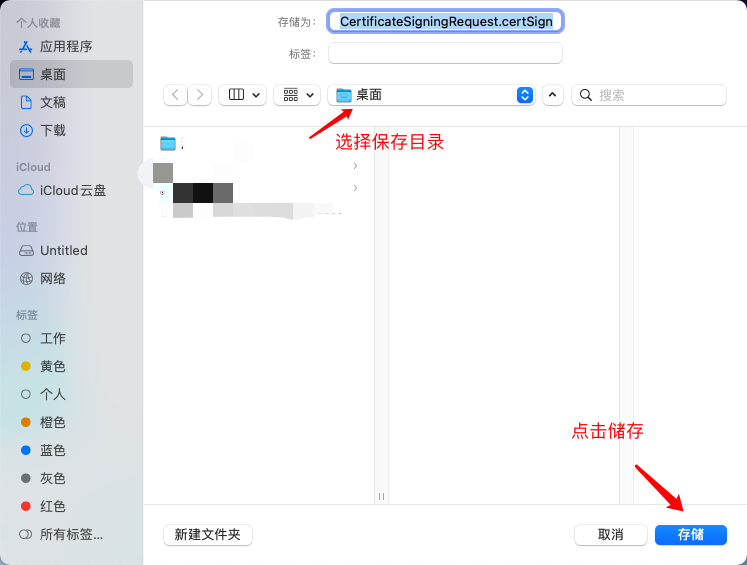 个人收藏
应用程序
桌面
文稿
下载
iCloud
iCloud云盘
位置
Untitled
网络
标签
工作
黄色
个人
橙色
蓝色
灰色
红色
所有标签...
存储为：
CertificateSigningRequest.certSign
标签：
桌面
搜索
选择保存目录
点击储存
新建文件夹
取消
存储